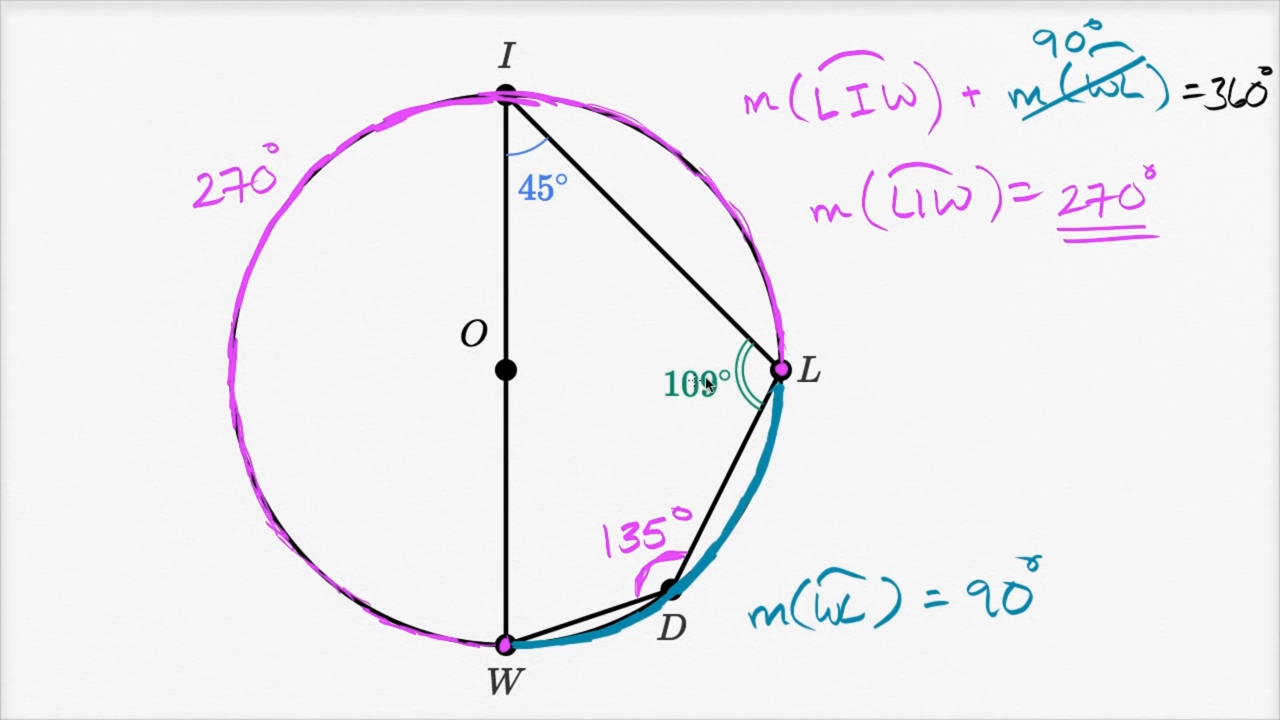 I
90°
m(LIW) + m(WL) = 360°
270°
45°
m(LIW) = 270°
O
109°
L
135°
m(WL) = 90°
D
W